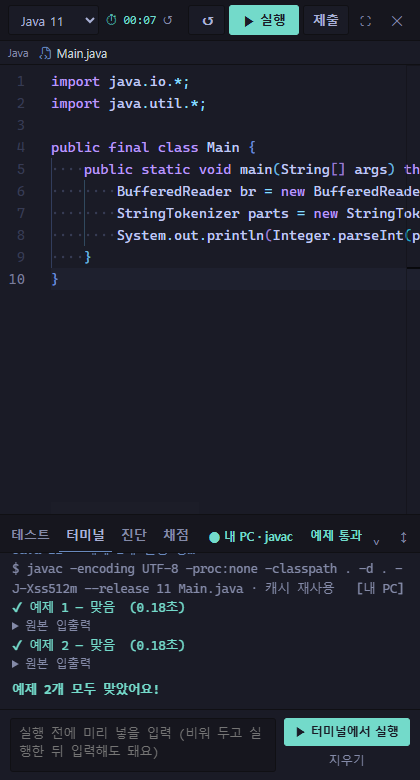 Java 11 00:07 ↺ ↺ ▶ 실행 제출
Java Main.java
1 import java.io.*;
2 import java.util.*;
3
4 public final class Main {
5 ····public static void main(String[] args) th
6 ········BufferedReader br = new BufferedReade
7 ········StringTokenizer parts = new StringTok
8 ········System.out.println(Integer.parseInt(p
9 ····}
10 }
테스트 터미널 진단 채점 ● 내 PC · javac 예제 통과
$ javac -encoding UTF-8 -proc:none -classpath . -d . -
J-Xss512m --release 11 Main.java · 캐시 재사용 [내 PC]
✓ 예제 1 — 맞음 (0.18초)
▶ 원본 입출력
✓ 예제 2 — 맞음 (0.18초)
▶ 원본 입출력
예제 2개 모두 맞았어요!
실행 전에 미리 넣을 입력 (비워 두고 실
행한 뒤 입력해도 돼요)
▶ 터미널에서 실행
지우기